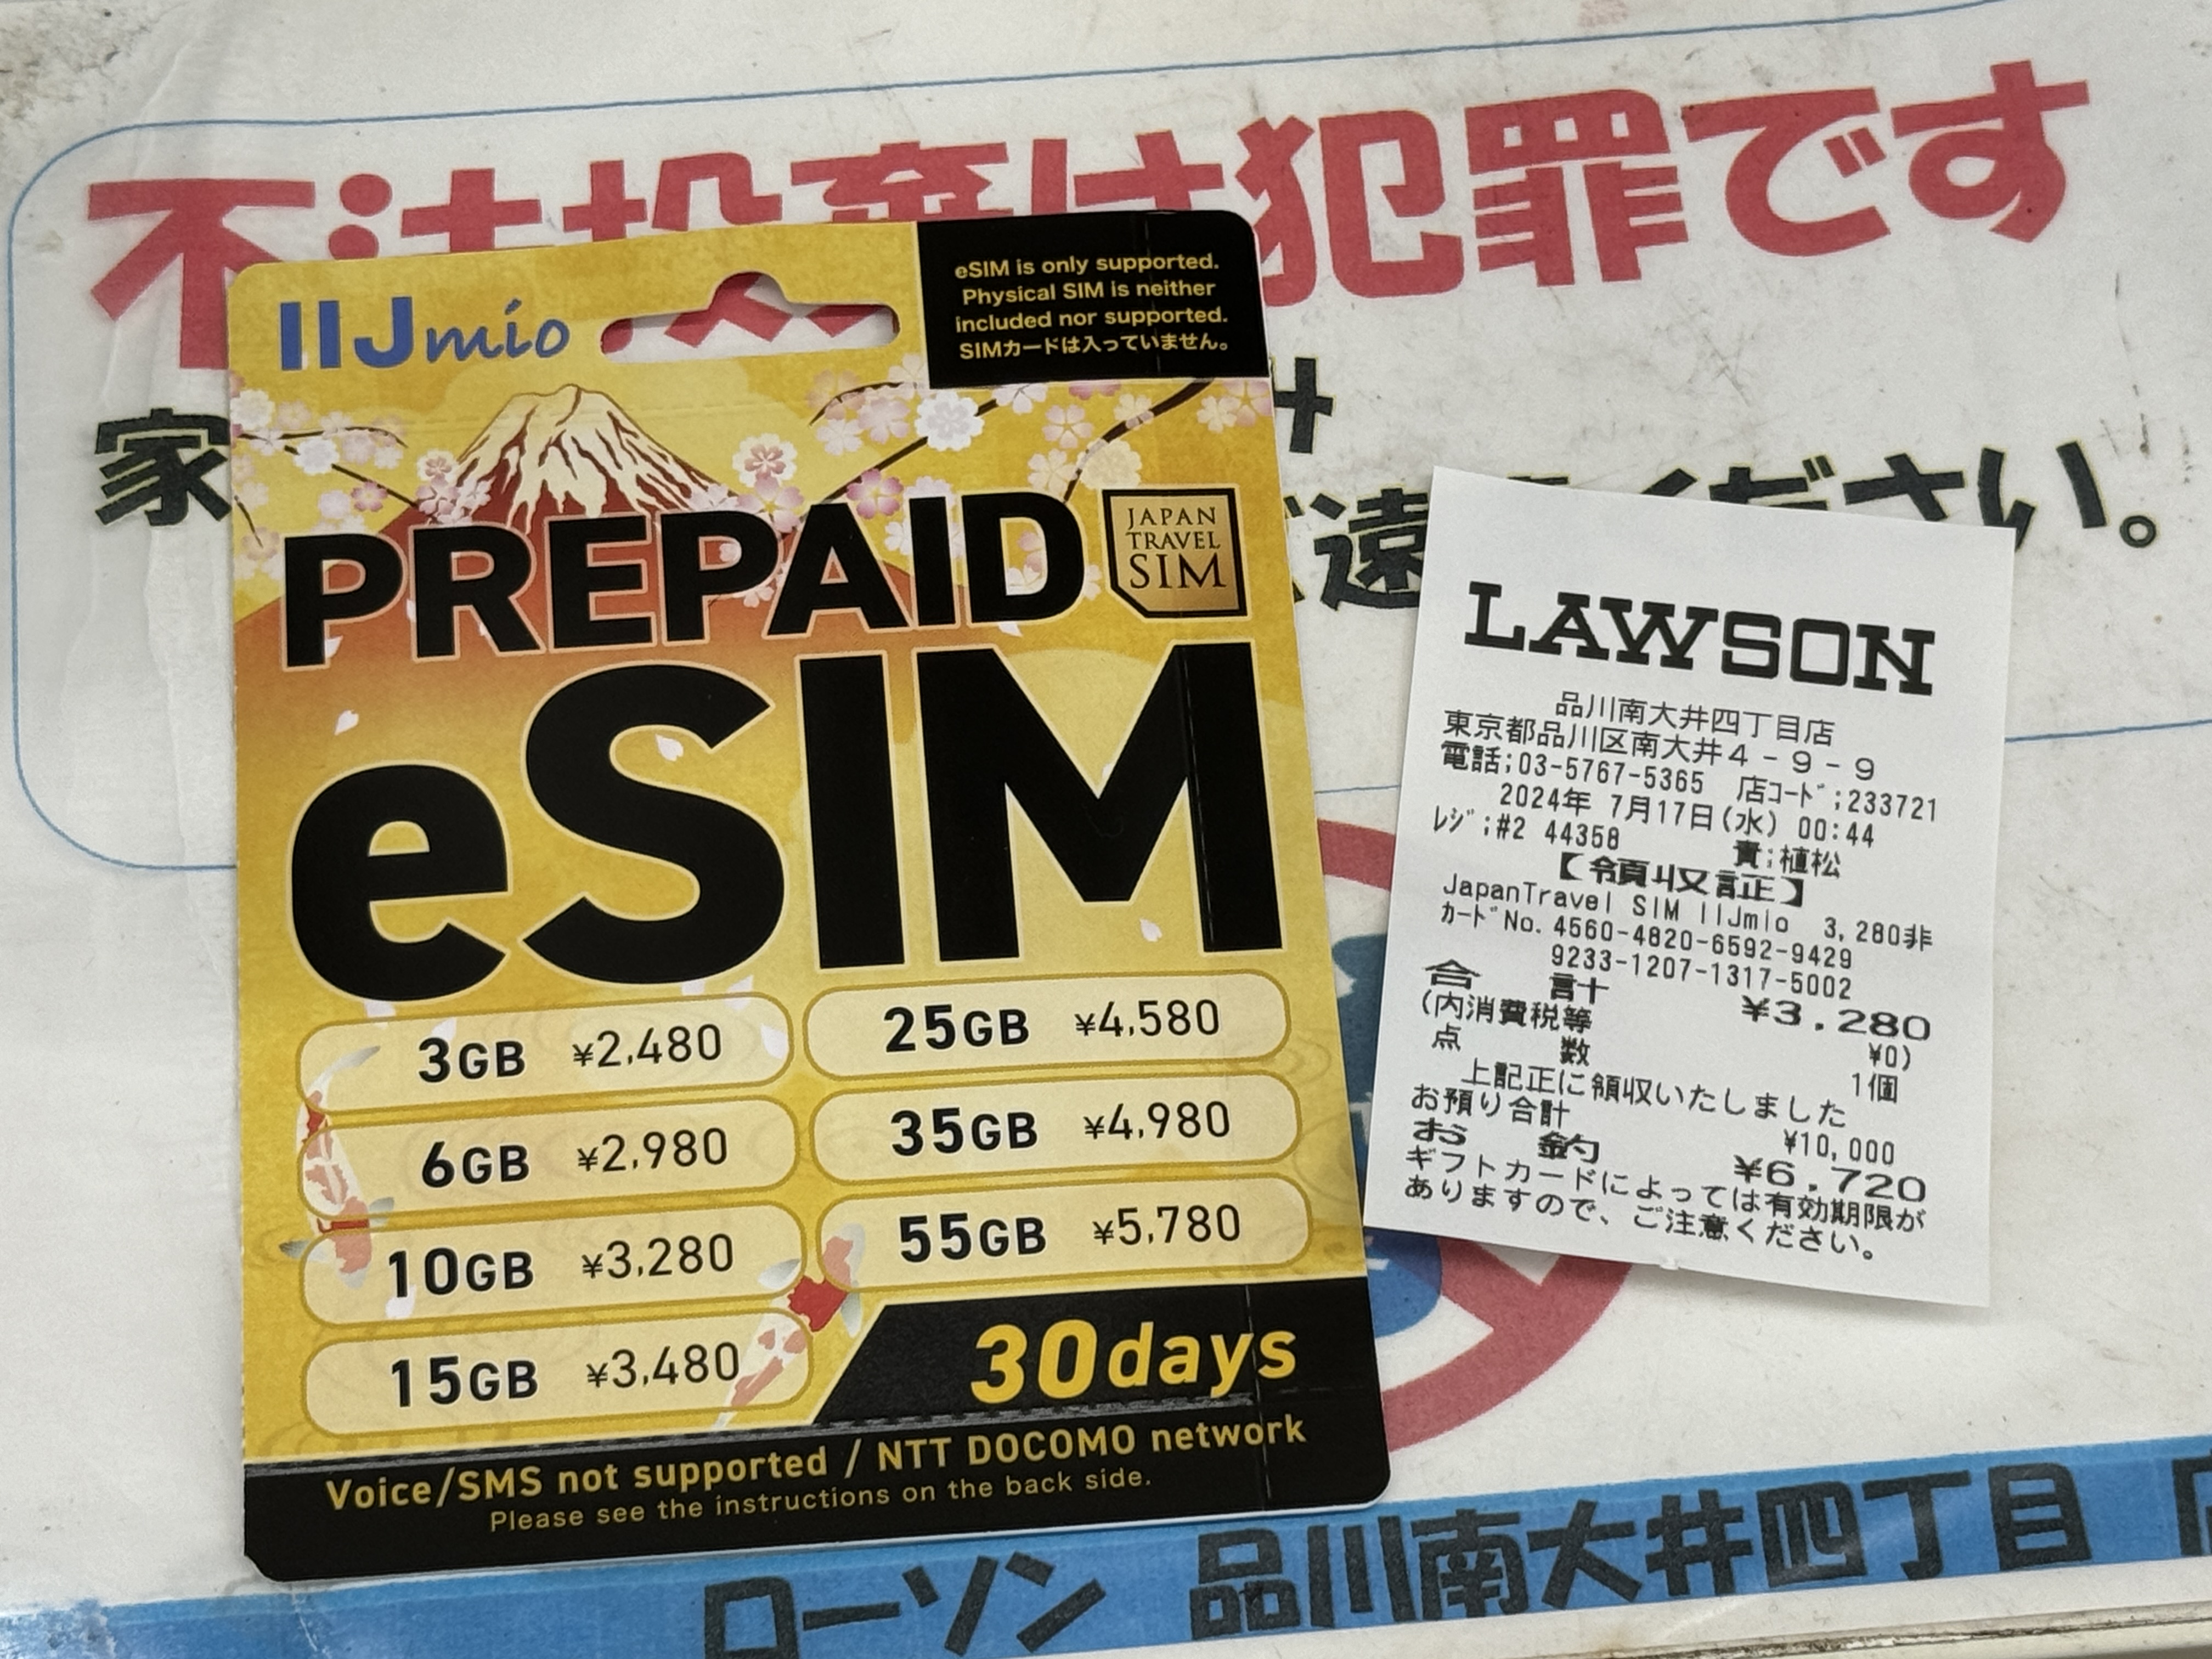 不法投棄は犯罪です
家
遠
ください。
IIJmio
eSIM is only supported.
Physical SIM is neither
included nor supported.
SIMカードは入っていません。
PREPAID
JAPAN
TRAVEL
SIM
eSIM
3GB ¥2,480
6GB ¥2,980
10GB ¥3,280
15GB ¥3,480
25GB ¥4,580
35GB ¥4,980
55GB ¥5,780
30days
Voice/SMS not supported / NTT DOCOMO network
Please see the instructions on the back side.
LAWSON
品川南大井四丁目店
東京都品川区南大井4-9-9
電話;03-5767-5365 店コード;233721
2024年 7月17日(水) 00:44
レジ;#2 44358 責;植松
【領収証】
JapanTravel SIM IIJmio 3,280非
カードNo. 4560-4820-6592-9429
9233-1207-1317-5002
合 計 ¥3,280
(内消費税等 ¥0)
点 数 1個
上記正に領収いたしました
お預り合計 ¥10,000
お 釣 ¥6,720
ギフトカードによっては有効期限が
ありますので、ご注意ください。
ローソン 品川南大井四丁目